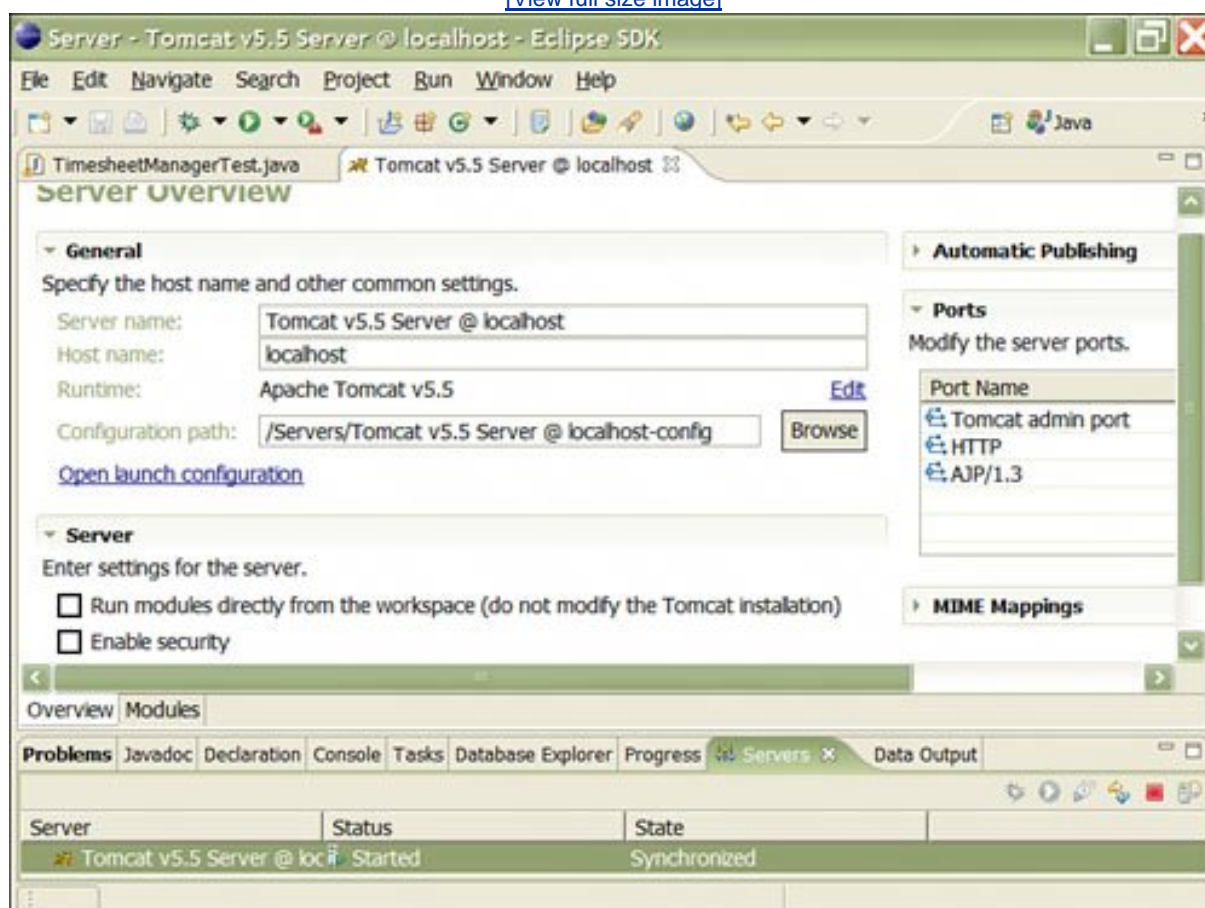 [View full size image]
Server - Tomcat v5.5 Server @ localhost - Eclipse SDK
File Edit Navigate Search Project Run Window Help
Java
TimesheetManagerTest.java Tomcat v5.5 Server @ localhost
Server Overview
General
Specify the host name and other common settings.
Server name: Tomcat v5.5 Server @ localhost
Host name: localhost
Runtime: Apache Tomcat v5.5 Edit
Configuration path: /Servers/Tomcat v5.5 Server @ localhost-config Browse
Open launch configuration
Server
Enter settings for the server.
Run modules directly from the workspace (do not modify the Tomcat installation)
Enable security
Automatic Publishing
Ports
Modify the server ports.
Port Name
Tomcat admin port
HTTP
AJP/1.3
MIME Mappings
Overview Modules
Problems Javadoc Declaration Console Tasks Database Explorer Progress Servers Data Output
Server Status State
Tomcat v5.5 Server @ loc Started Synchronized